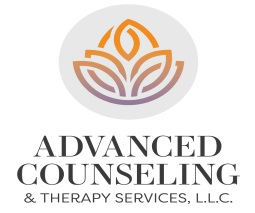 ADVANCED
COUNSELING
& THERAPY SERVICES, L.L.C.